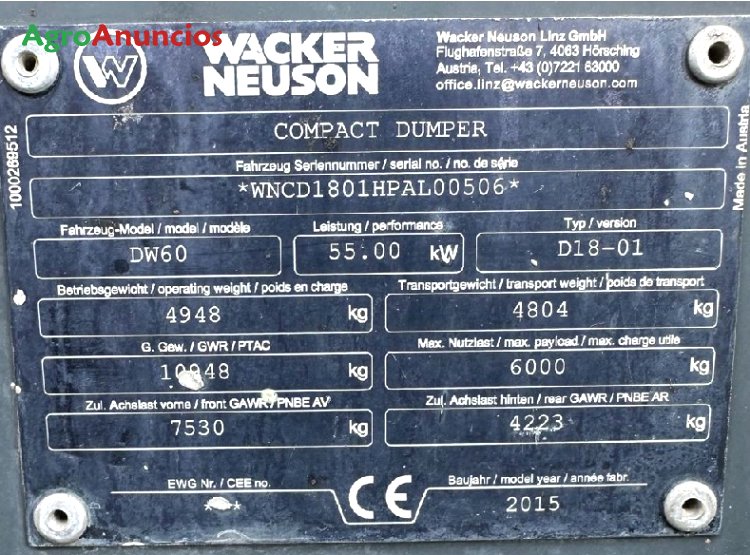 AgroAnuncios
WACKER NEUSON
Wacker Neuson Linz GmbH
Flughafenstraße 7, 4063 Hörsching
Austria, Tel. +43 (0)7221 63000
office.linz@wackerneuson.com
COMPACT DUMPER
Fahrzeug Seriennummer / serial no. / no. de série
*WNCD1801HPAL00506*
Fahrzeug-Model / model / modèle
DW60
Leistung / performance
55.00 kW
Typ / version
D18-01
Betriebsgewicht / operating weight / poids en charge
4948 kg
Transportgewicht / transport weight / poids de transport
4804 kg
G. Gew. / GWR / PTAC
10948 kg
Max. Nutzlast / max. payload / max. charge utile
6000 kg
Zul. Achslast vorne / front GAWR / PNBE AV
7530 kg
Zul. Achslast hinten / rear GAWR / PNBE AR
4223 kg
EWG Nr. / CEE no.
CE
Baujahr / model year / année fabr.
2015
1000269512
Made in Austria